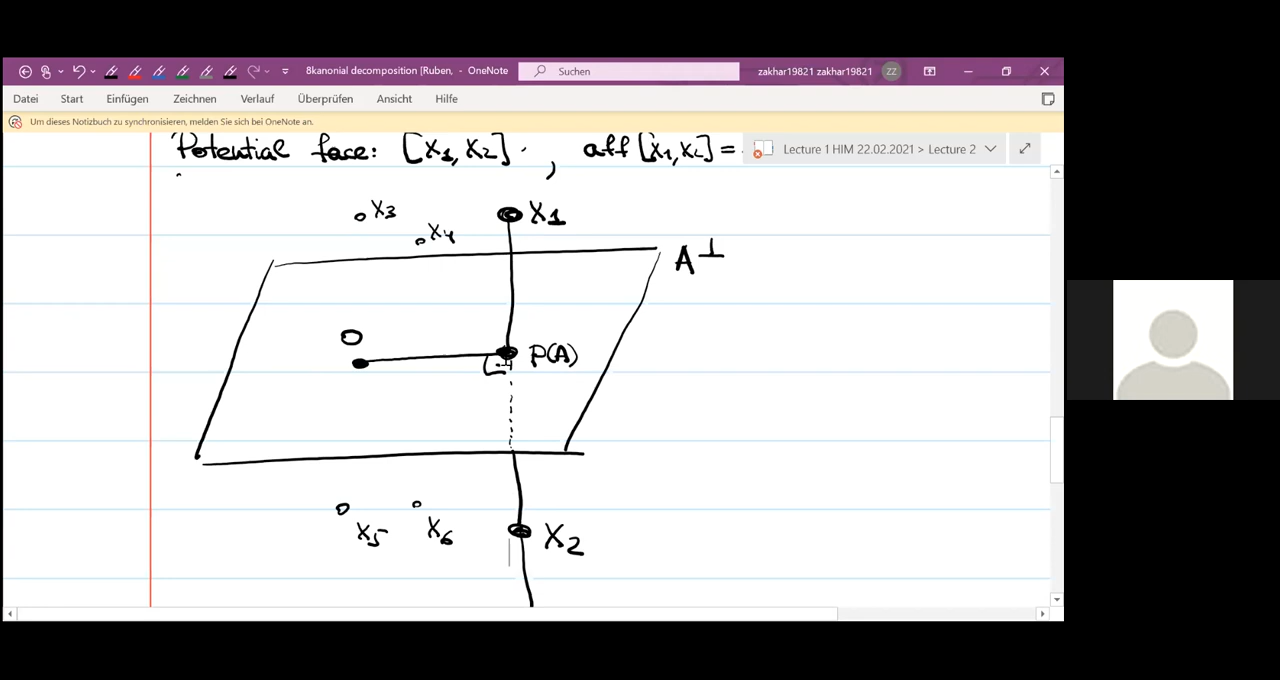 8kanonial decomposition [Ruben, - OneNote
Suchen
zakhar19821 zakhar19821
ZZ
Datei Start Einfügen Zeichnen Verlauf Überprüfen Ansicht Hilfe
Um dieses Notizbuch zu synchronisieren, melden Sie sich bei OneNote an.
Potential face: [X1, X2], aff [X1, X2] =
Lecture 1 HIM 22.02.2021 > Lecture 2
X3
X1
X4
A⊥
O
P(A)
X5
X6
X2